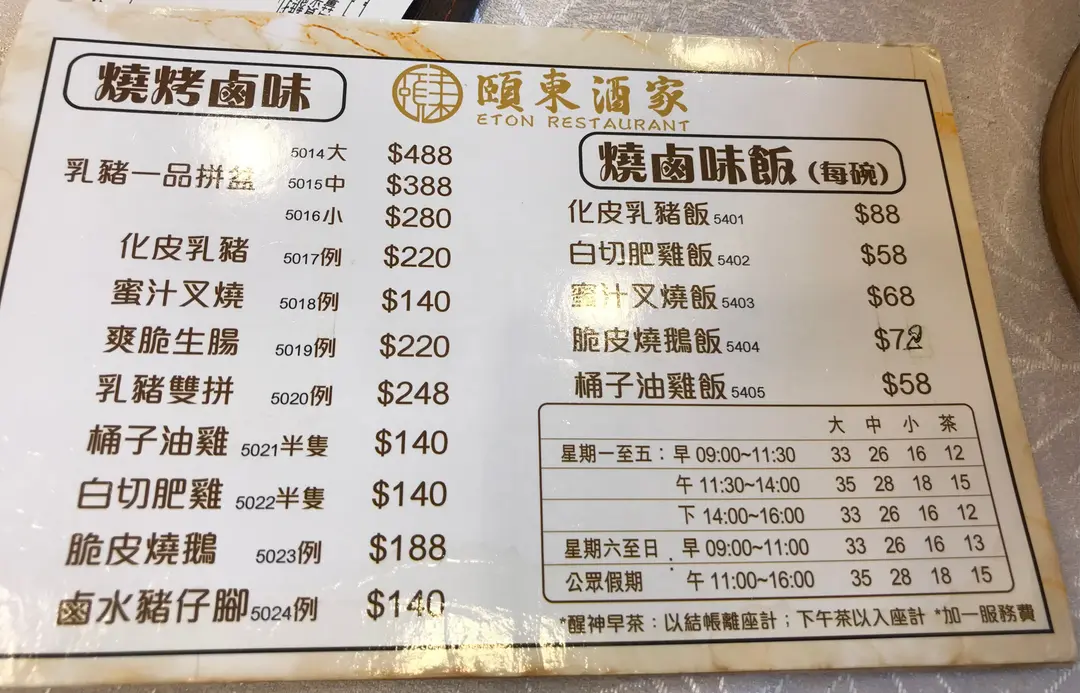 燒烤鹵味
頤東酒家
ETON RESTAURANT
5014大 $488
乳豬一品拼盆 5015中 $388
5016小 $280
化皮乳豬 5017例 $220
蜜汁叉燒 5018例 $140
爽脆生腸 5019例 $220
乳豬雙拼 5020例 $248
桶子油雞 5021半隻 $140
白切肥雞 5022半隻 $140
脆皮燒鵝 5023例 $188
鹵水豬仔腳 5024例 $140
燒鹵味飯(每碗)
化皮乳豬飯 5401 $88
白切肥雞飯 5402 $58
蜜汁叉燒飯 5403 $68
脆皮燒鵝飯 5404 $72
桶子油雞飯 5405 $58
大 中 小 茶
星期一至五：早 09:00~11:30 33 26 16 12
午 11:30~14:00 35 28 18 15
下 14:00~16:00 33 26 16 12
星期六至日 : 早 09:00~11:00 33 26 16 13
公眾假期 午 11:00~16:00 35 28 18 15
*醒神早茶：以結帳離座計；下午茶以入座計 *加一服務費